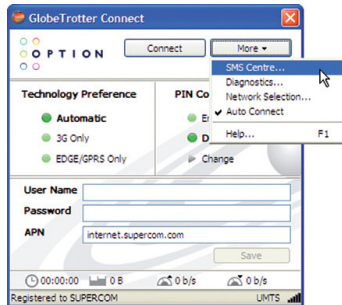 GlobeTrotter Connect
OPTION
Connect
More
SMS Centre...
Diagnostics...
Network Selection...
Auto Connect
Help... F1
Technology Preference
PIN Co
Automatic
3G Only
EDGE/GPRS Only
D
Change
User Name
Password
APN
internet.supercom.com
Save
00:00:00
0 B
0 b/s
0 b/s
Registered to SUPERCOM
UMTS